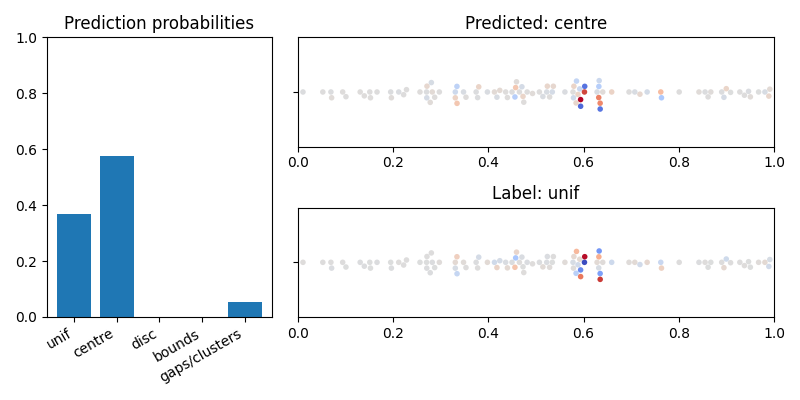 Prediction probabilities
1.0
0.8
0.6
0.4
0.2
0.0
unif
centre
disc
bounds
gaps/clusters
Predicted: centre
0.0 0.2 0.4 0.6 0.8 1.0
Label: unif
0.0 0.2 0.4 0.6 0.8 1.0